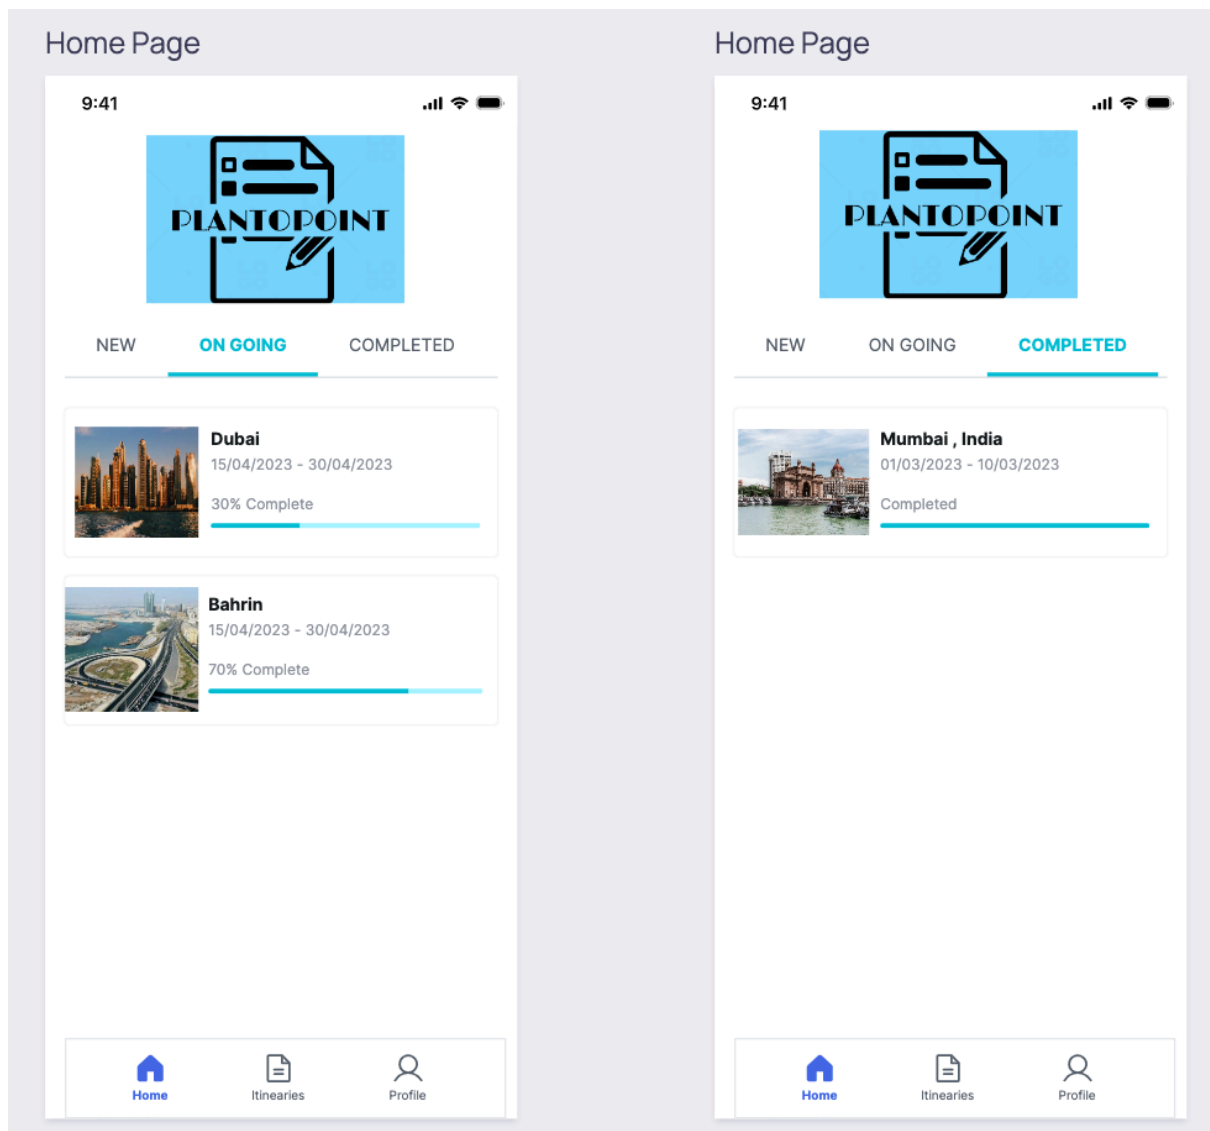 Home Page
9:41
PLANTOPOINT
NEW ON GOING COMPLETED
Dubai
15/04/2023 - 30/04/2023
30% Complete
Bahrin
15/04/2023 - 30/04/2023
70% Complete
Home Itinearies Profile
Home Page
9:41
PLANTOPOINT
NEW ON GOING COMPLETED
Mumbai , India
01/03/2023 - 10/03/2023
Completed
Home Itinearies Profile